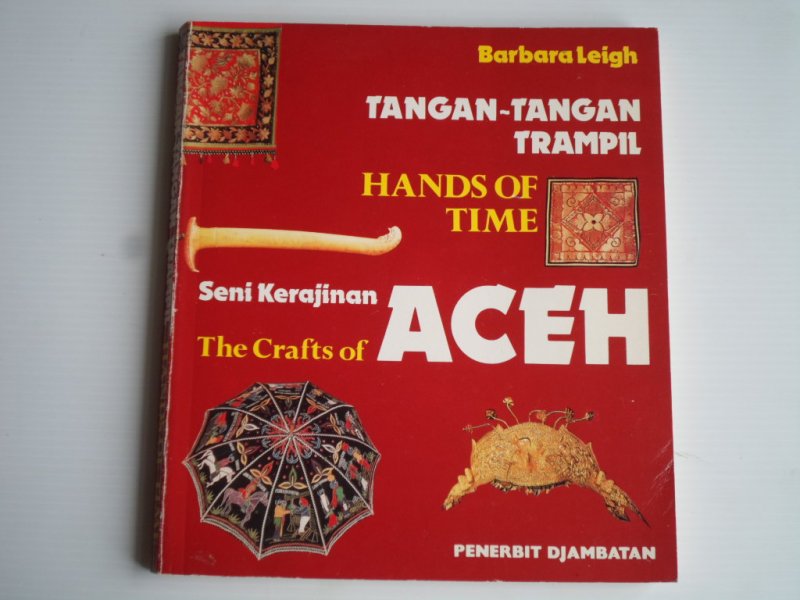 Barbara Leigh
TANGAN-TANGAN
TRAMPIL
HANDS OF
TIME
Seni Kerajinan
The Crafts of
ACEH
PENERBIT DJAMBATAN